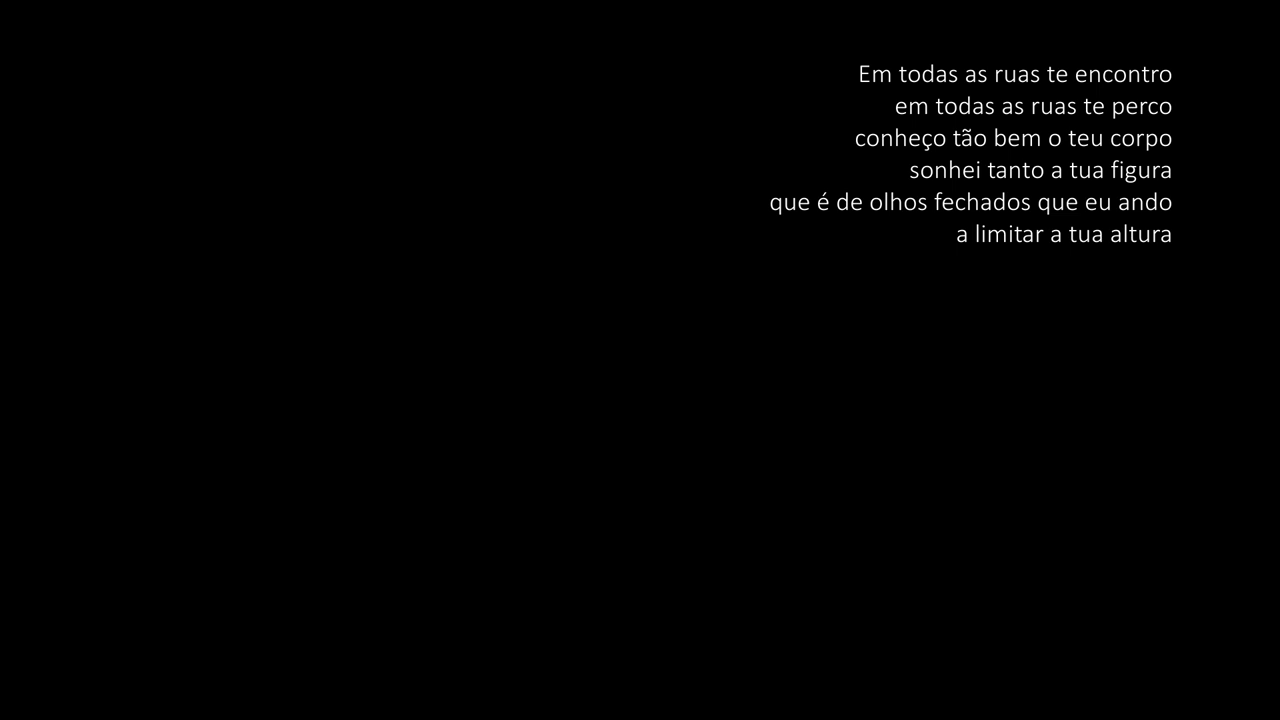 Em todas as ruas te encontro
em todas as ruas te perco
conheço tão bem o teu corpo
sonhei tanto a tua figura
que é de olhos fechados que eu ando
a limitar a tua altura